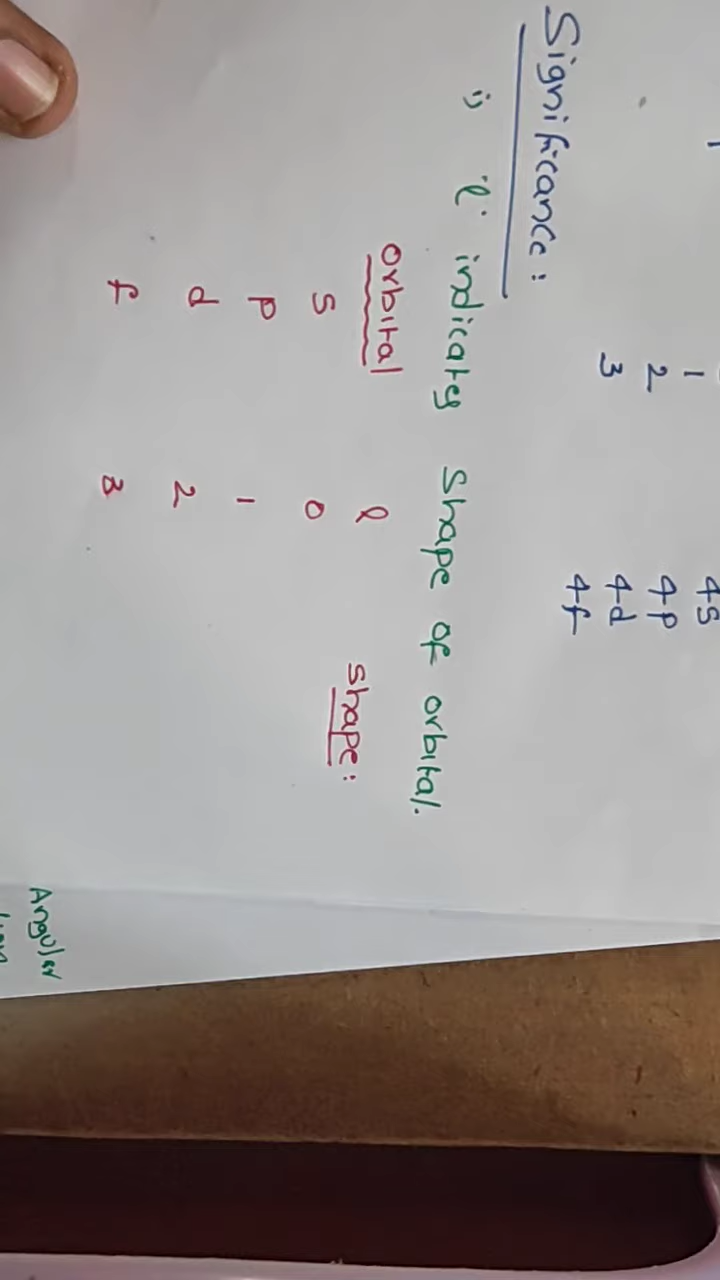 4s
1 4p
2 4d
3 4f
Significance:
i) 'l' indicates shape of orbital.
orbital l shape:
s 0
p 1
d 2
f 3
Angular